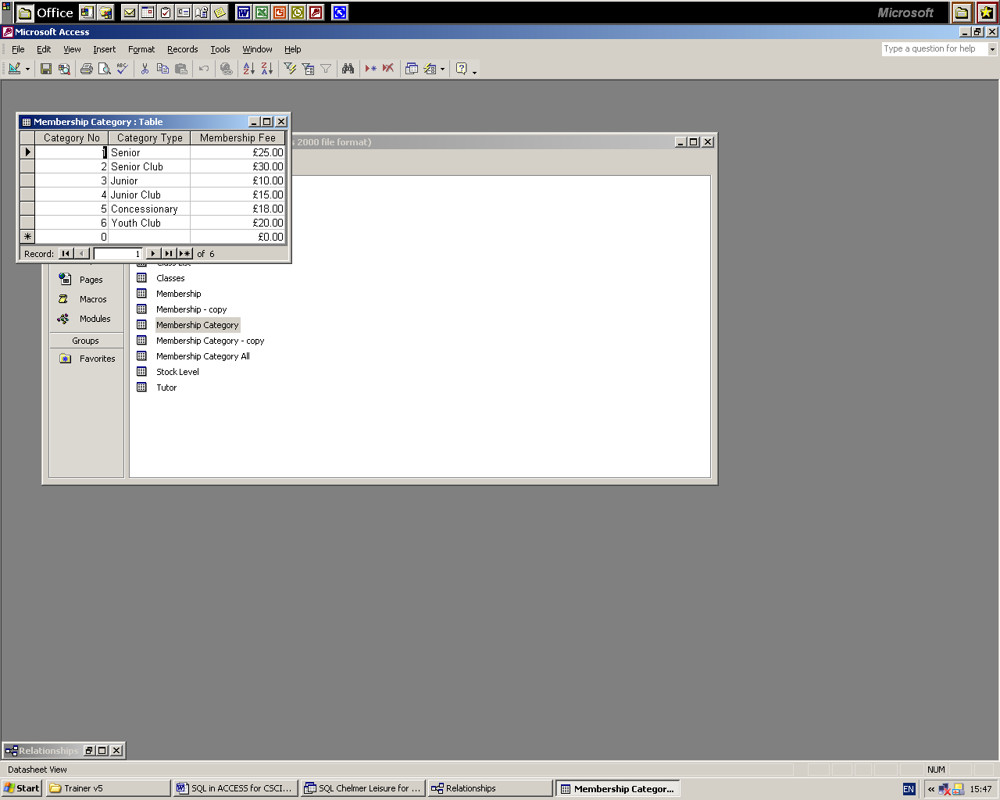 Office
Microsoft
Microsoft Access
File Edit View Insert Format Records Tools Window Help
Type a question for help
Membership Category : Table
Category No Category Type Membership Fee
1 Senior £25.00
2 Senior Club £30.00
3 Junior £10.00
4 Junior Club £15.00
5 Concessionary £18.00
6 Youth Club £20.00
0 £0.00
Record: 1 of 6
2000 file format)
Classes
Membership
Membership - copy
Membership Category
Membership Category - copy
Membership Category All
Stock Level
Tutor
Pages
Macros
Modules
Groups
Favorites
Relationships
Datasheet View
NUM
Start
Trainer v5
SQL in ACCESS for CSCI...
SQL Chelmer Leisure for ...
Relationships
Membership Categor...
EN
15:47